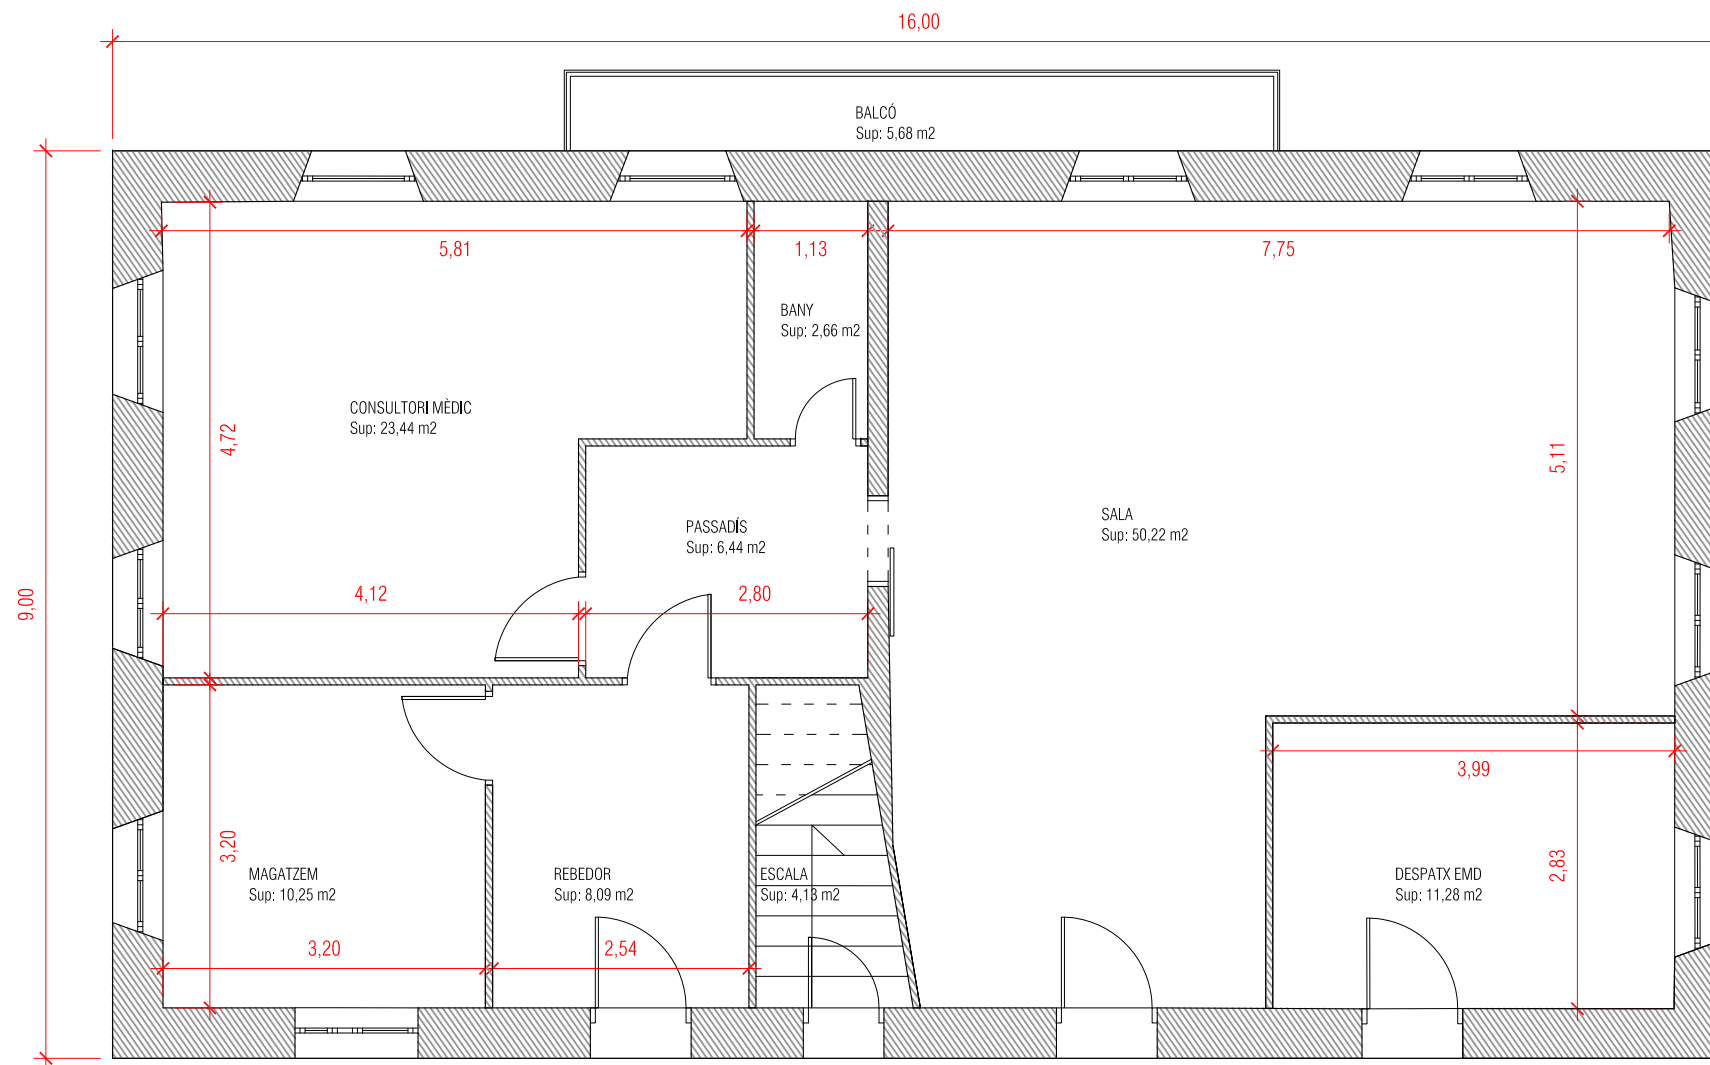 16,00
BALCÓ
Sup: 5,68 m2
5,81
1,13
7,75
BANY
Sup: 2,66 m2
CONSULTORI MÈDIC
Sup: 23,44 m2
4,72
5,11
PASSADÍS
Sup: 6,44 m2
SALA
Sup: 50,22 m2
9,00
4,12
2,80
3,99
3,20
2,83
MAGATZEM
Sup: 10,25 m2
REBEDOR
Sup: 8,09 m2
ESCALA
Sup: 4,13 m2
DESPATX EMD
Sup: 11,28 m2
3,20
2,54